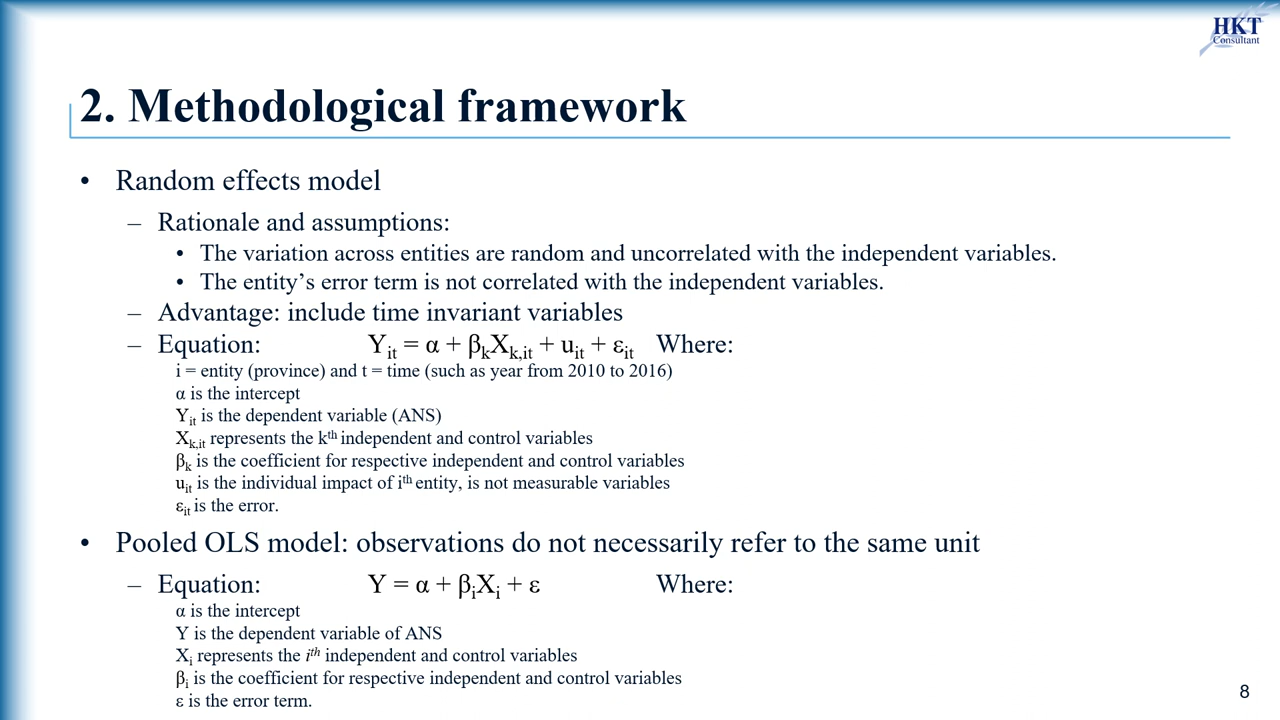 HKT
Consultant
2. Methodological framework
• Random effects model
– Rationale and assumptions:
• The variation across entities are random and uncorrelated with the independent variables.
• The entity’s error term is not correlated with the independent variables.
– Advantage: include time invariant variables
– Equation: Yit = α + βkXk,it + uit + εit Where:
i = entity (province) and t = time (such as year from 2010 to 2016)
α is the intercept
Yit is the dependent variable (ANS)
Xk,it represents the kth independent and control variables
βk is the coefficient for respective independent and control variables
uit is the individual impact of ith entity, is not measurable variables
εit is the error.
• Pooled OLS model: observations do not necessarily refer to the same unit
– Equation: Y = α + βiXi + ε Where:
α is the intercept
Y is the dependent variable of ANS
Xi represents the ith independent and control variables
βi is the coefficient for respective independent and control variables
ε is the error term.
8